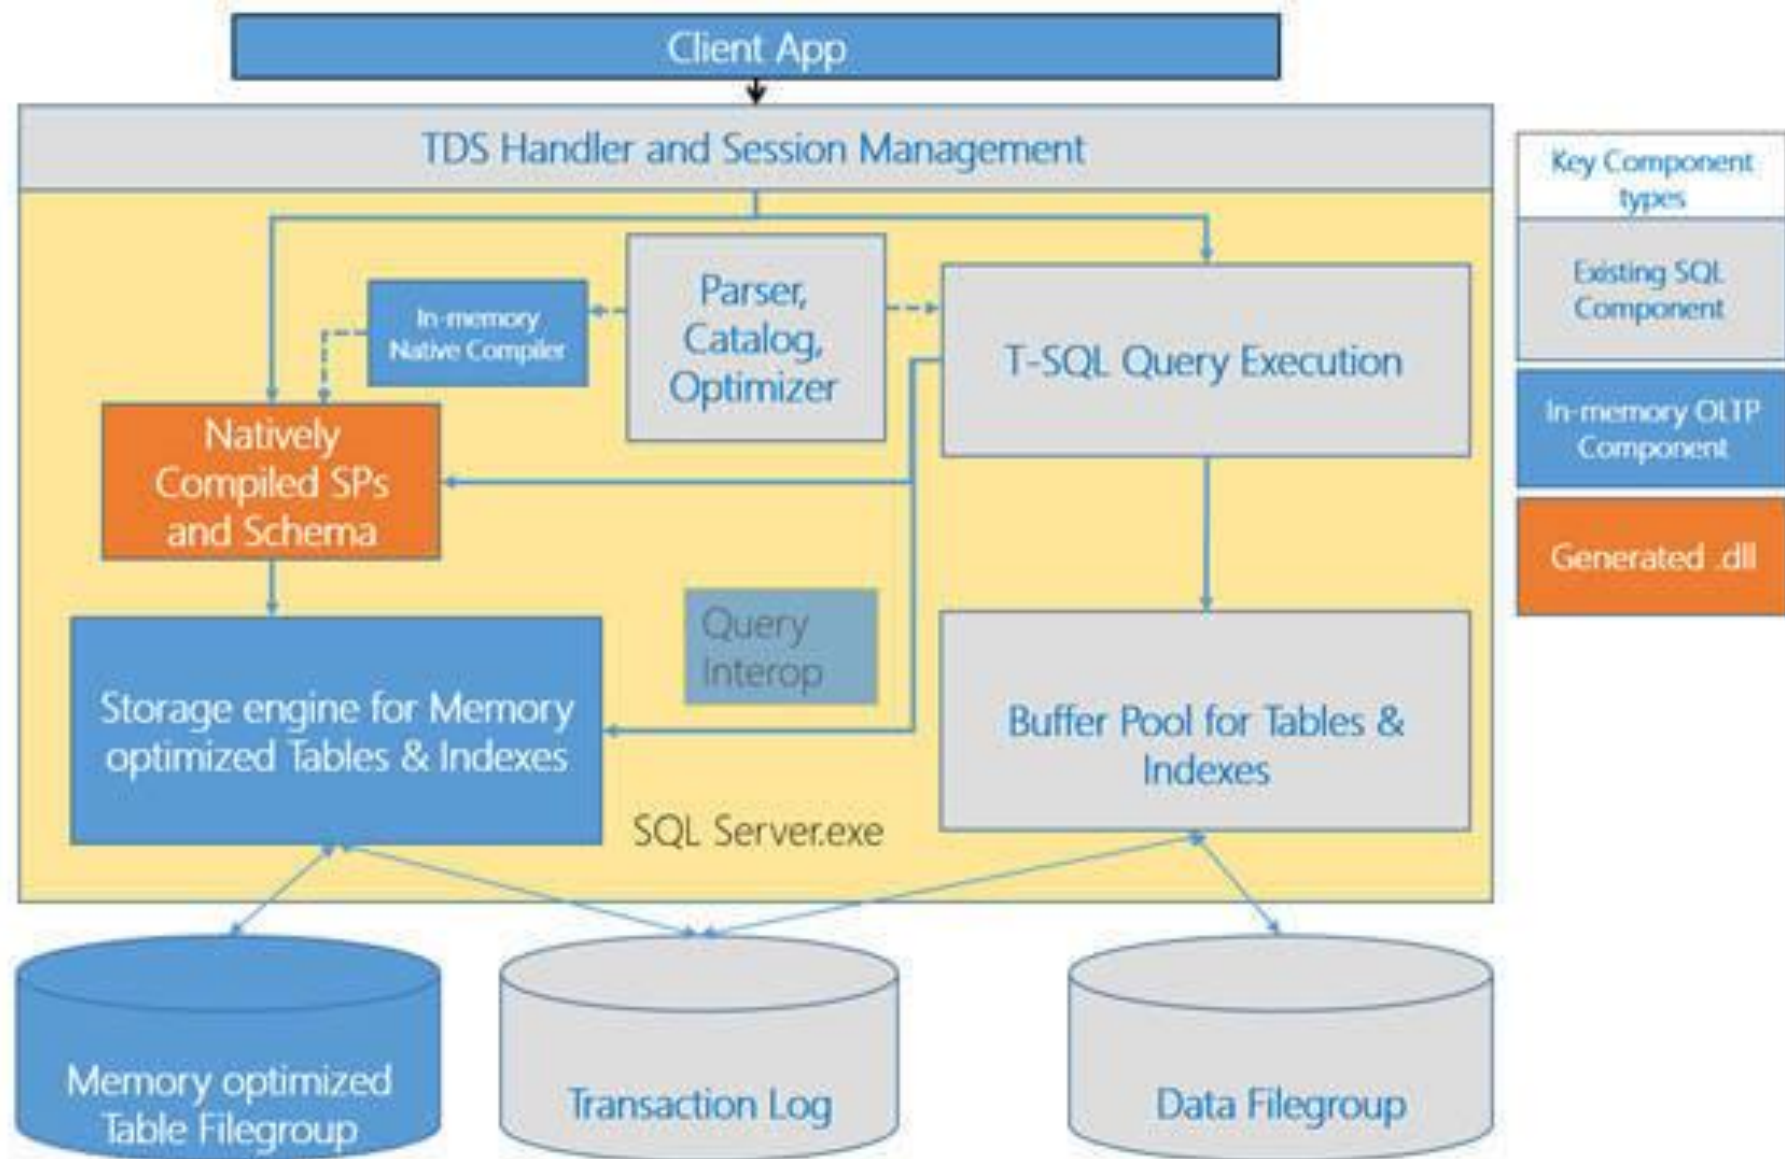 Client App
TDS Handler and Session Management
Key Component
types
Existing SQL
Component
In-memory OLTP
Component
Generated .dll
Parser,
Catalog,
Optimizer
In-memory
Native Compiler
T-SQL Query Execution
Natively
Compiled SPs
and Schema
Query
Interop
Storage engine for Memory
optimized Tables & Indexes
Buffer Pool for Tables &
Indexes
SQL Server.exe
Memory optimized
Table Filegroup
Transaction Log
Data Filegroup